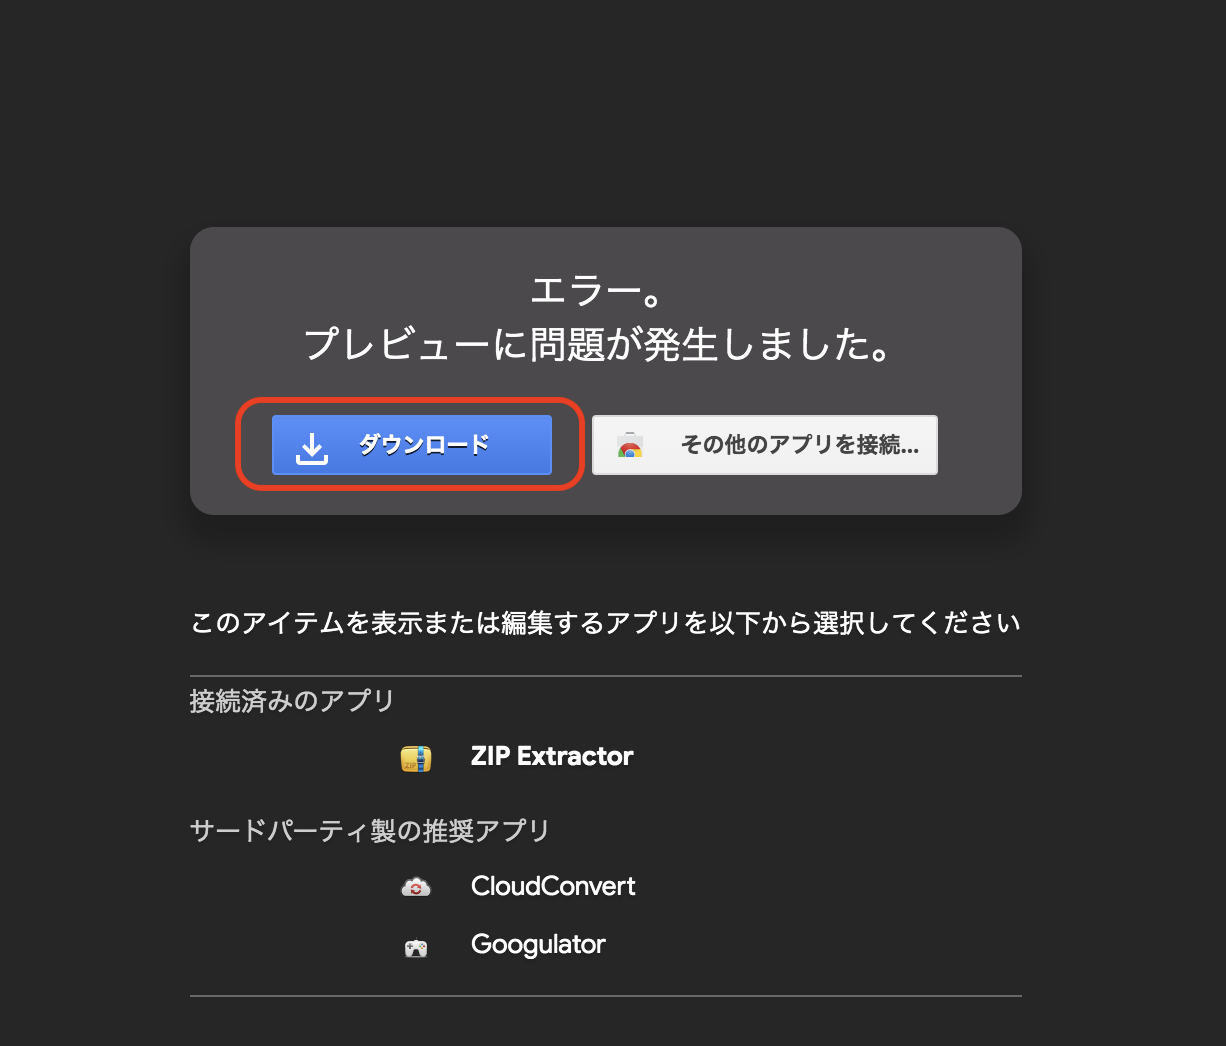 エラー。
プレビューに問題が発生しました。
ダウンロード
その他のアプリを接続...
このアイテムを表示または編集するアプリを以下から選択してください
接続済みのアプリ
ZIP Extractor
サードパーティ製の推奨アプリ
CloudConvert
Googulator